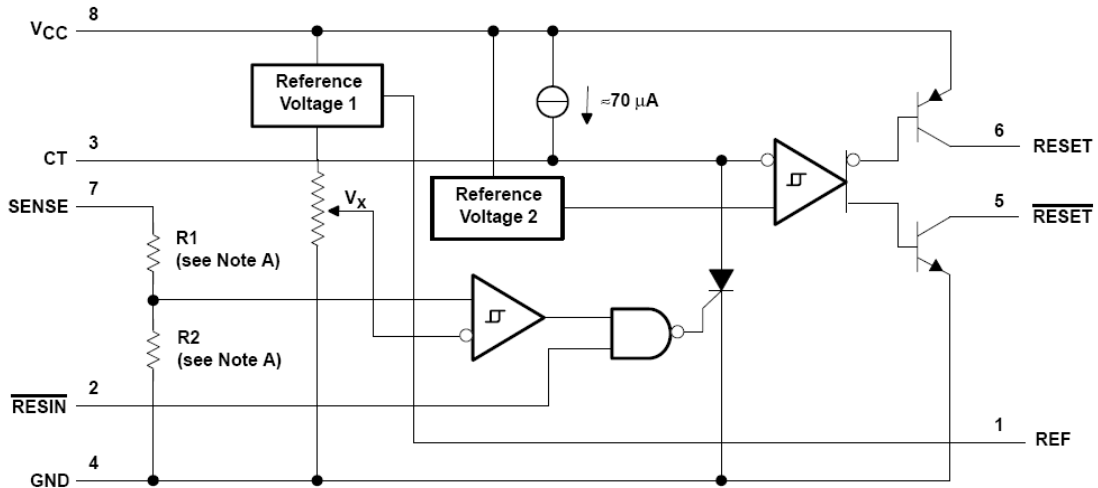 8
VCC
Reference
Voltage 1
≈70 μA
3
CT
6
RESET
7
SENSE
VX
Reference
Voltage 2
5
RESET
R1
(see Note A)
R2
(see Note A)
2
RESIN
1
REF
4
GND